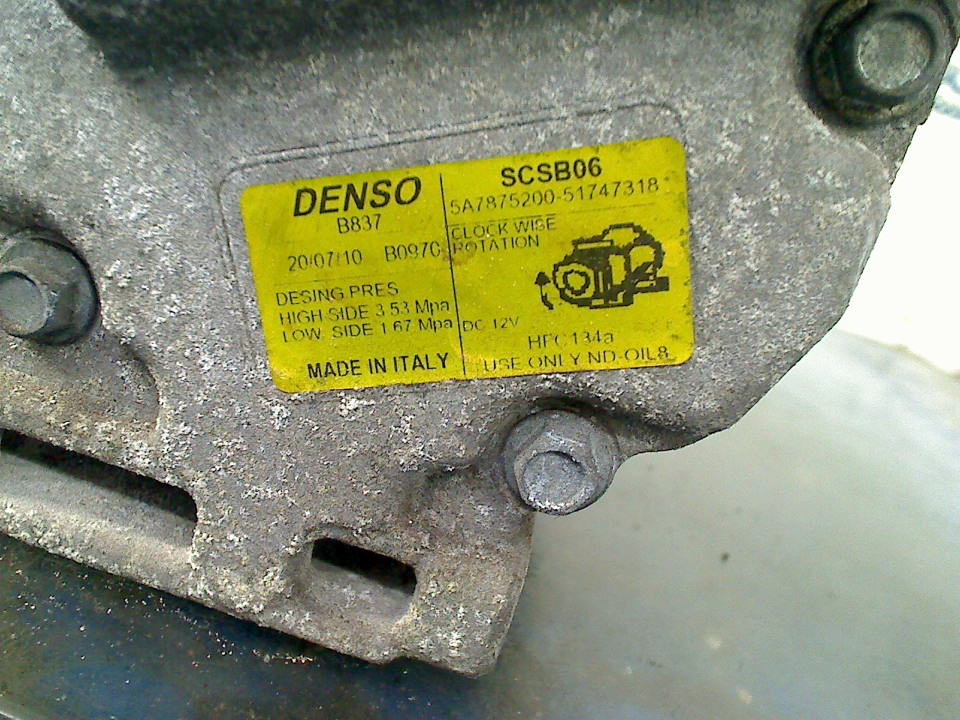 DENSO
B837
20/07/10 B097C
DESING PRES
HIGH SIDE 3.53 Mpa
LOW SIDE 1.67 Mpa
MADE IN ITALY
SCSB06
5A7875200-51747318
CLOCK WISE
ROTATION
DC 12V
HFC134a
USE ONLY ND-OIL8